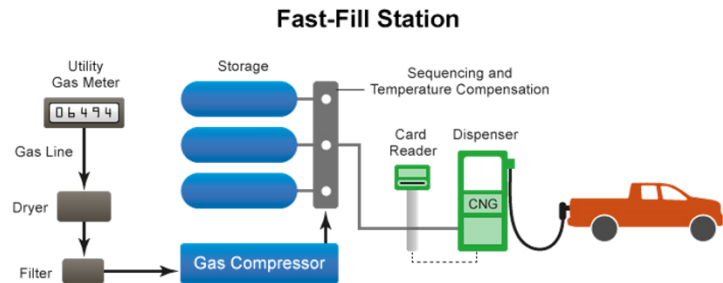 Fast-Fill Station
Utility
Gas Meter
06494
Gas Line
Dryer
Filter
Storage
Gas Compressor
Sequencing and
Temperature Compensation
Card
Reader
Dispenser
CNG